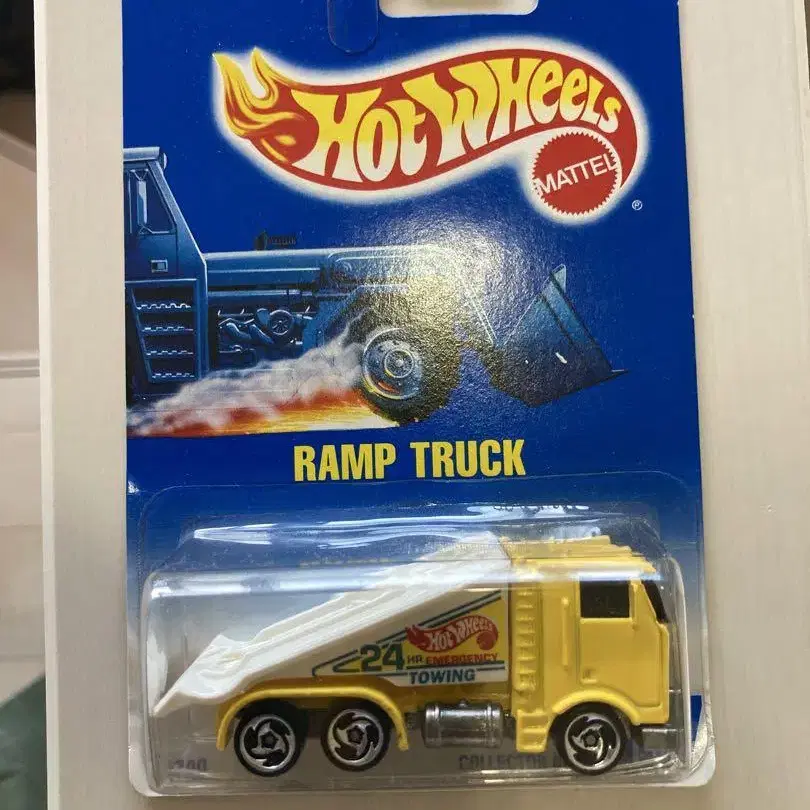 HOT WHEELS
MATTEL
®
RAMP TRUCK
HOT WHEELS
24 HR EMERGENCY
TOWING
COLLECTOR